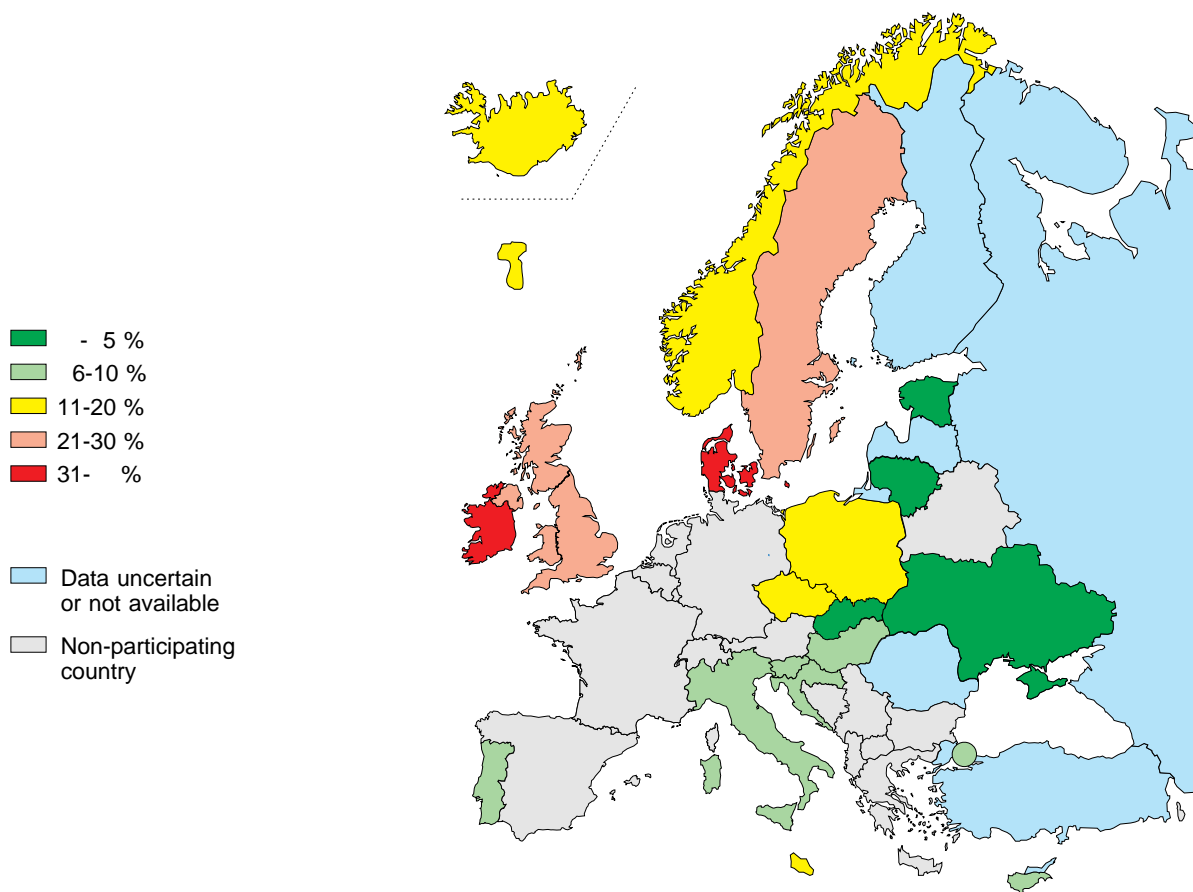 - 5 %
6-10 %
11-20 %
21-30 %
31- %
Data uncertain
or not available
Non-participating
country